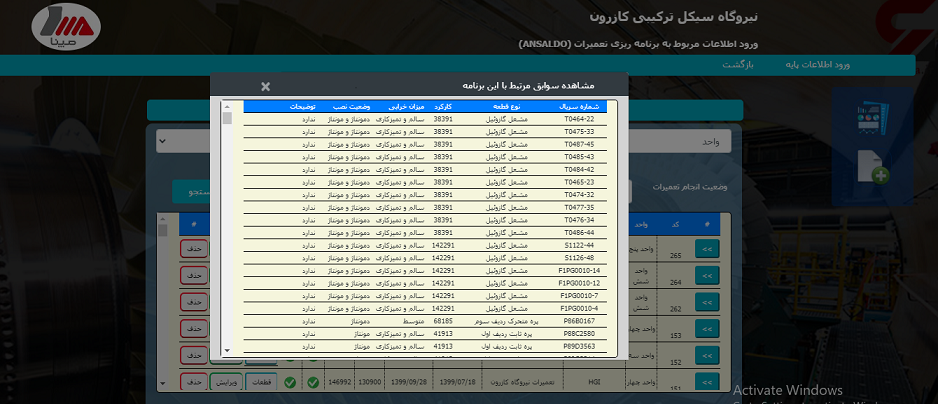 نیروگاه سیکل ترکیبی کازرون
مپنا
ورود اطلاعات مربوط به برنامه ریزی تعمیرات (ANSALDO)
ورود اطلاعات پایه بازگشت
مشاهده سوابق مرتبط با این برنامه
شماره سریال نوع قطعه کارکرد میزان خرابی وضعیت نصب توضیحات
T0464-22 مشعل گازوئیل 38391 سالم و تمیزکاری دمونتاژ و مونتاژ ندارد
T0475-33 مشعل گازوئیل 38391 سالم و تمیزکاری دمونتاژ و مونتاژ ندارد
T0487-45 مشعل گازوئیل 38391 سالم و تمیزکاری دمونتاژ و مونتاژ ندارد
T0485-43 مشعل گازوئیل 38391 سالم و تمیزکاری دمونتاژ و مونتاژ ندارد
T0484-42 مشعل گازوئیل 38391 سالم و تمیزکاری دمونتاژ و مونتاژ ندارد
T0465-23 مشعل گازوئیل 38391 سالم و تمیزکاری دمونتاژ و مونتاژ ندارد
T0474-32 مشعل گازوئیل 38391 سالم و تمیزکاری دمونتاژ و مونتاژ ندارد
T0477-35 مشعل گازوئیل 38391 سالم و تمیزکاری دمونتاژ و مونتاژ ندارد
T0476-34 مشعل گازوئیل 38391 سالم و تمیزکاری دمونتاژ و مونتاژ ندارد
T0486-44 مشعل گازوئیل 38391 سالم و تمیزکاری دمونتاژ و مونتاژ ندارد
S1122-44 مشعل گازوئیل 142291 سالم و تمیزکاری دمونتاژ و مونتاژ ندارد
S1126-48 مشعل گازوئیل 142291 سالم و تمیزکاری دمونتاژ و مونتاژ ندارد
F1PG0010-14 مشعل گازوئیل 142291 سالم و تمیزکاری دمونتاژ و مونتاژ ندارد
F1PG0010-12 مشعل گازوئیل 142291 سالم و تمیزکاری دمونتاژ و مونتاژ ندارد
F1PG0010-7 مشعل گازوئیل 142291 سالم و تمیزکاری دمونتاژ و مونتاژ ندارد
F1PG0010-4 مشعل گازوئیل 142291 سالم و تمیزکاری دمونتاژ و مونتاژ ندارد
P86B0167 پره متحرک ردیف سوم 68185 متوسط دمونتاژ ندارد
P88C2580 پره ثابت ردیف اول 41913 سالم و تمیزکاری مونتاژ ندارد
P89D3563 پره ثابت ردیف اول 41913 سالم و تمیزکاری مونتاژ ندارد
واحد
وضعیت انجام تعمیرات
# کد واحد #
>> 265 واحد پنج حذف
>> 264 واحد شش حذف
>> 262 واحد شش حذف
>> 153 واحد چهار حذف
>> 152 واحد سه حذف
>> 151 واحد چهار HGI تعمیرات نیروگاه کازرون 1399/07/18 1399/09/28 130900 146992 قطعات ویرایش حذف
Activate Windows